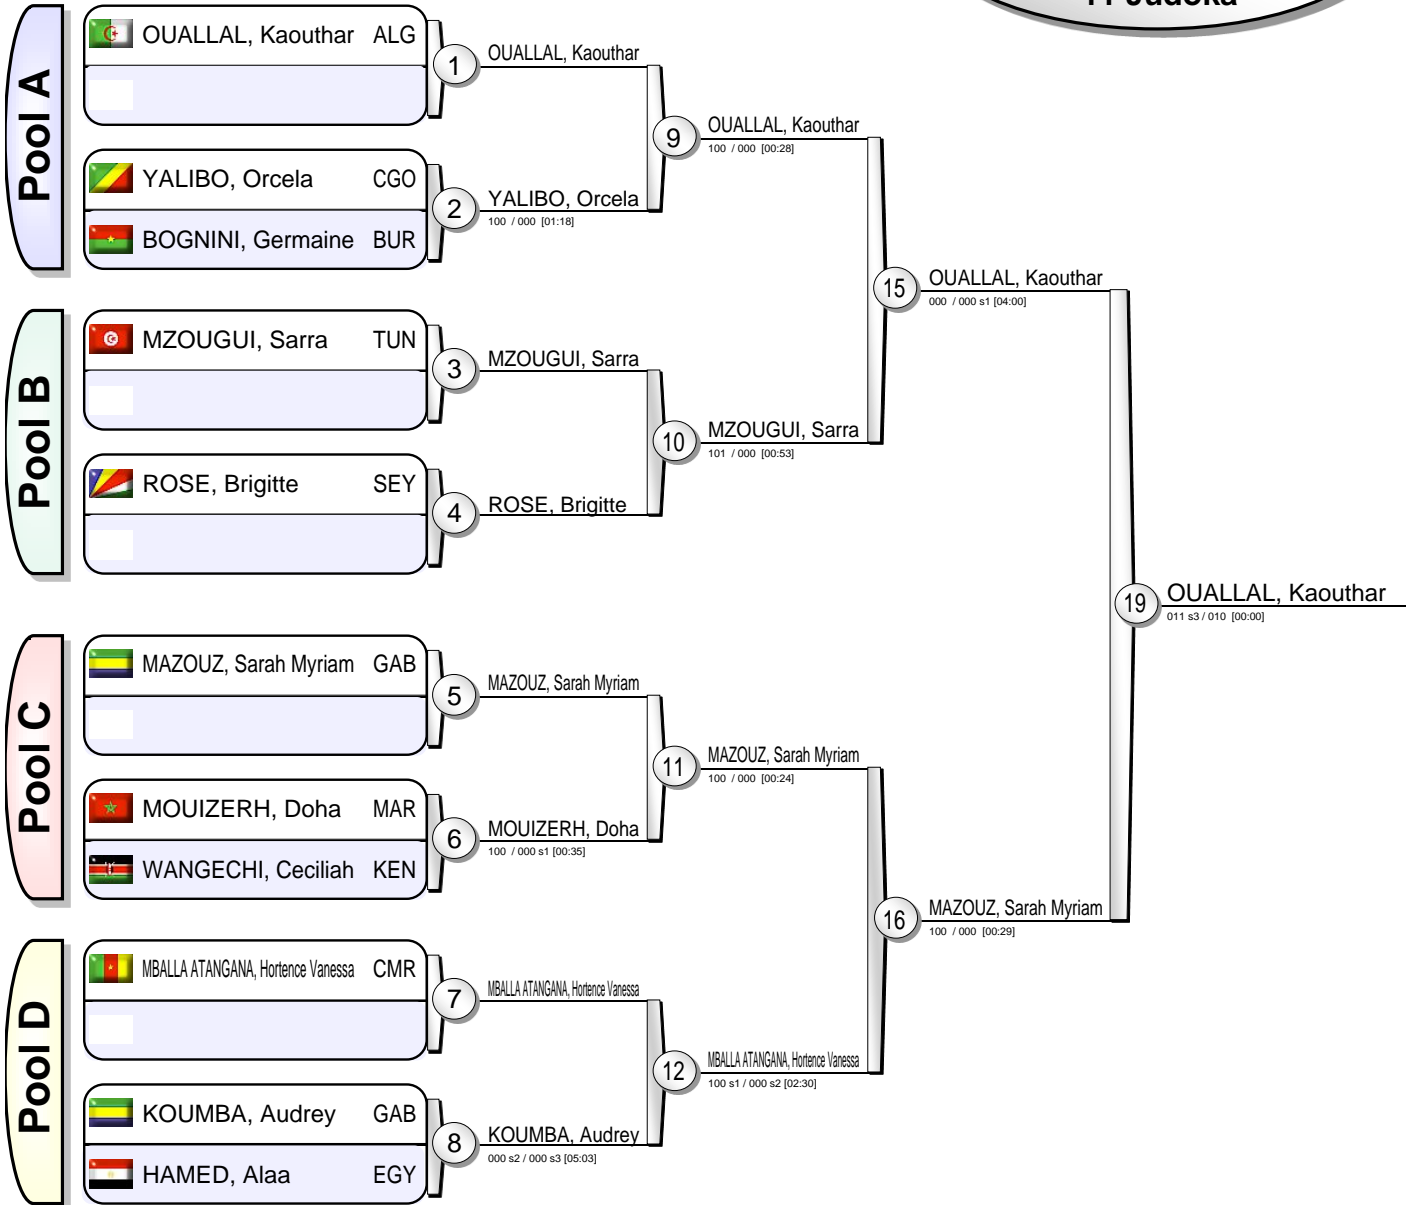 11 Judoka
Pool A
OUALLAL, Kaouthar ALG
YALIBO, Orcela CGO
BOGNINI, Germaine BUR
Pool B
MZOUGUI, Sarra TUN
ROSE, Brigitte SEY
Pool C
MAZOUZ, Sarah Myriam GAB
MOUIZERH, Doha MAR
WANGECHI, Ceciliah KEN
Pool D
MBALLA ATANGANA, Hortence Vanessa CMR
KOUMBA, Audrey GAB
HAMED, Alaa EGY
1
OUALLAL, Kaouthar
2
YALIBO, Orcela
100 / 000 [01:18]
3
MZOUGUI, Sarra
4
ROSE, Brigitte
5
MAZOUZ, Sarah Myriam
6
MOUIZERH, Doha
100 / 000 s1 [00:35]
7
MBALLA ATANGANA, Hortence Vanessa
8
KOUMBA, Audrey
000 s2 / 000 s3 [05:03]
9
OUALLAL, Kaouthar
100 / 000 [00:28]
10
MZOUGUI, Sarra
101 / 000 [00:53]
11
MAZOUZ, Sarah Myriam
100 / 000 [00:24]
12
MBALLA ATANGANA, Hortence Vanessa
100 s1 / 000 s2 [02:30]
15
OUALLAL, Kaouthar
000 / 000 s1 [04:00]
16
MAZOUZ, Sarah Myriam
100 / 000 [00:29]
19
OUALLAL, Kaouthar
011 s3 / 010 [00:00]